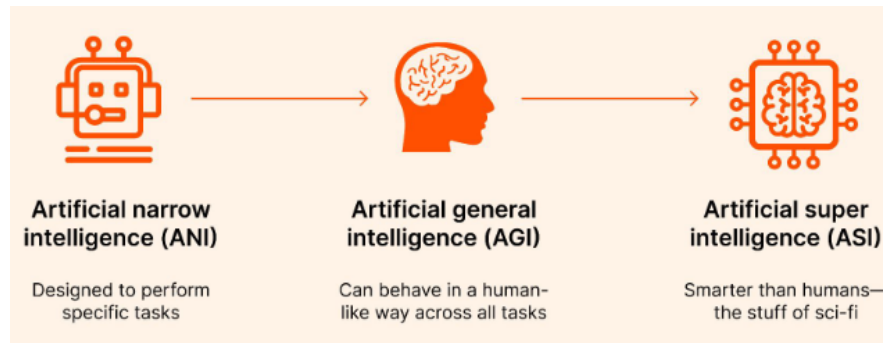 Artificial narrow
intelligence (ANI)
Designed to perform
specific tasks
Artificial general
intelligence (AGI)
Can behave in a human-
like way across all tasks
Artificial super
intelligence (ASI)
Smarter than humans—
the stuff of sci-fi